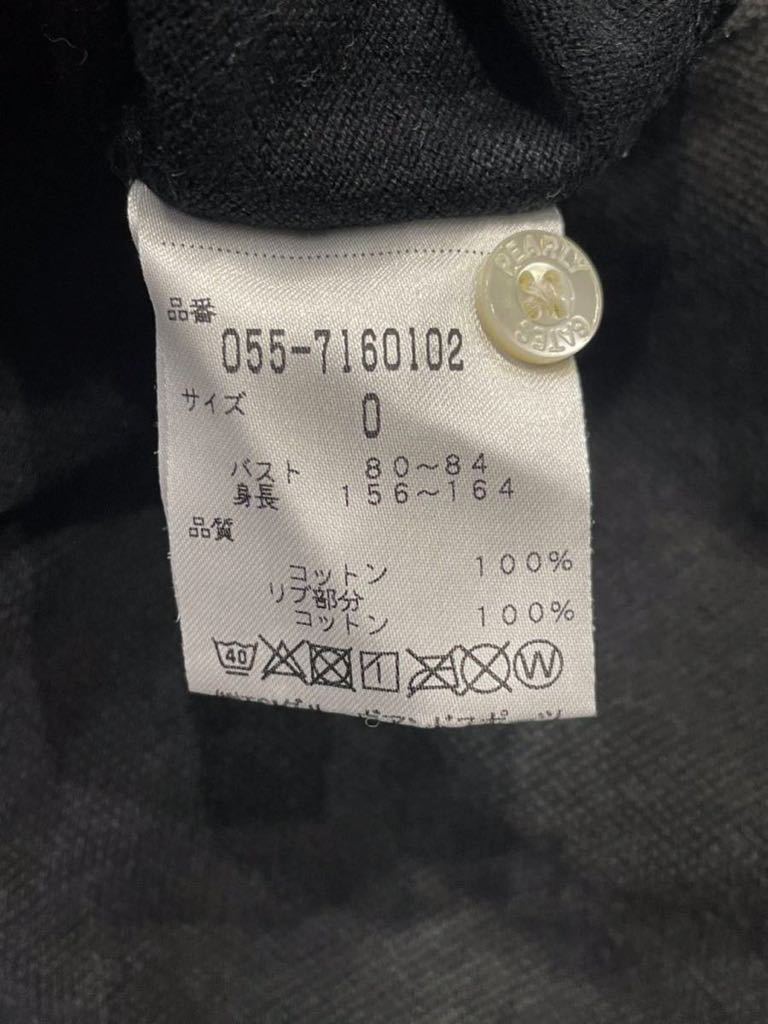 品番
055-7160102
サイズ 0
バスト 80~84
身長 156~164
品質
コットン 100%
リブ部分
コットン 100%
40
W
PEARLY
GATES